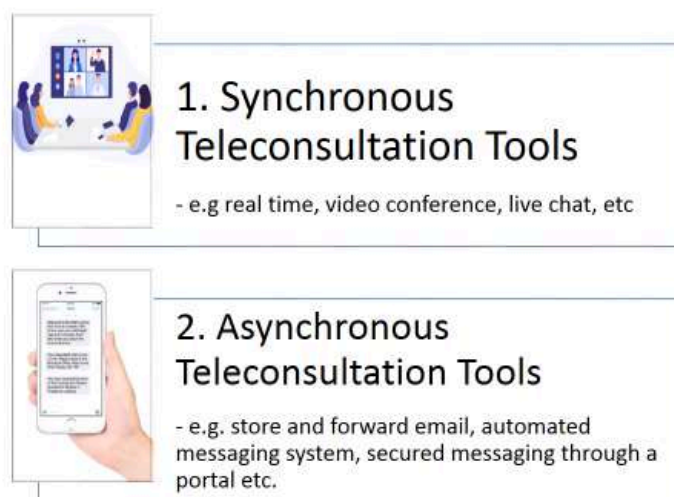 1. Synchronous
Teleconsultation Tools
- e.g real time, video conference, live chat, etc
2. Asynchronous
Teleconsultation Tools
- e.g. store and forward email, automated
messaging system, secured messaging through a
portal etc.